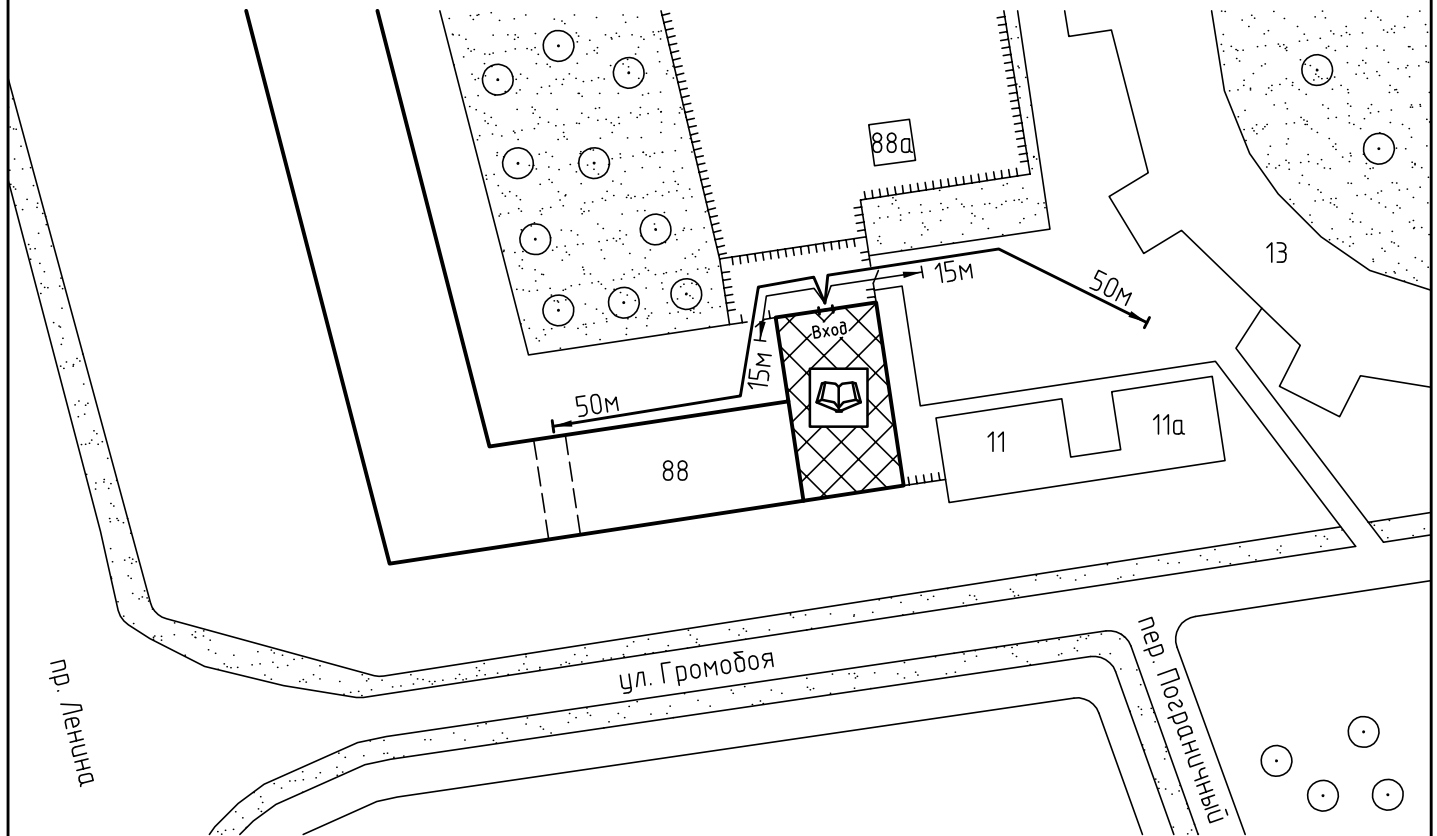 88а
13
15м
50м
Вход
15м
50м
11
11а
88
ул. Громобоя
пер. Пограничный
пр. Ленина